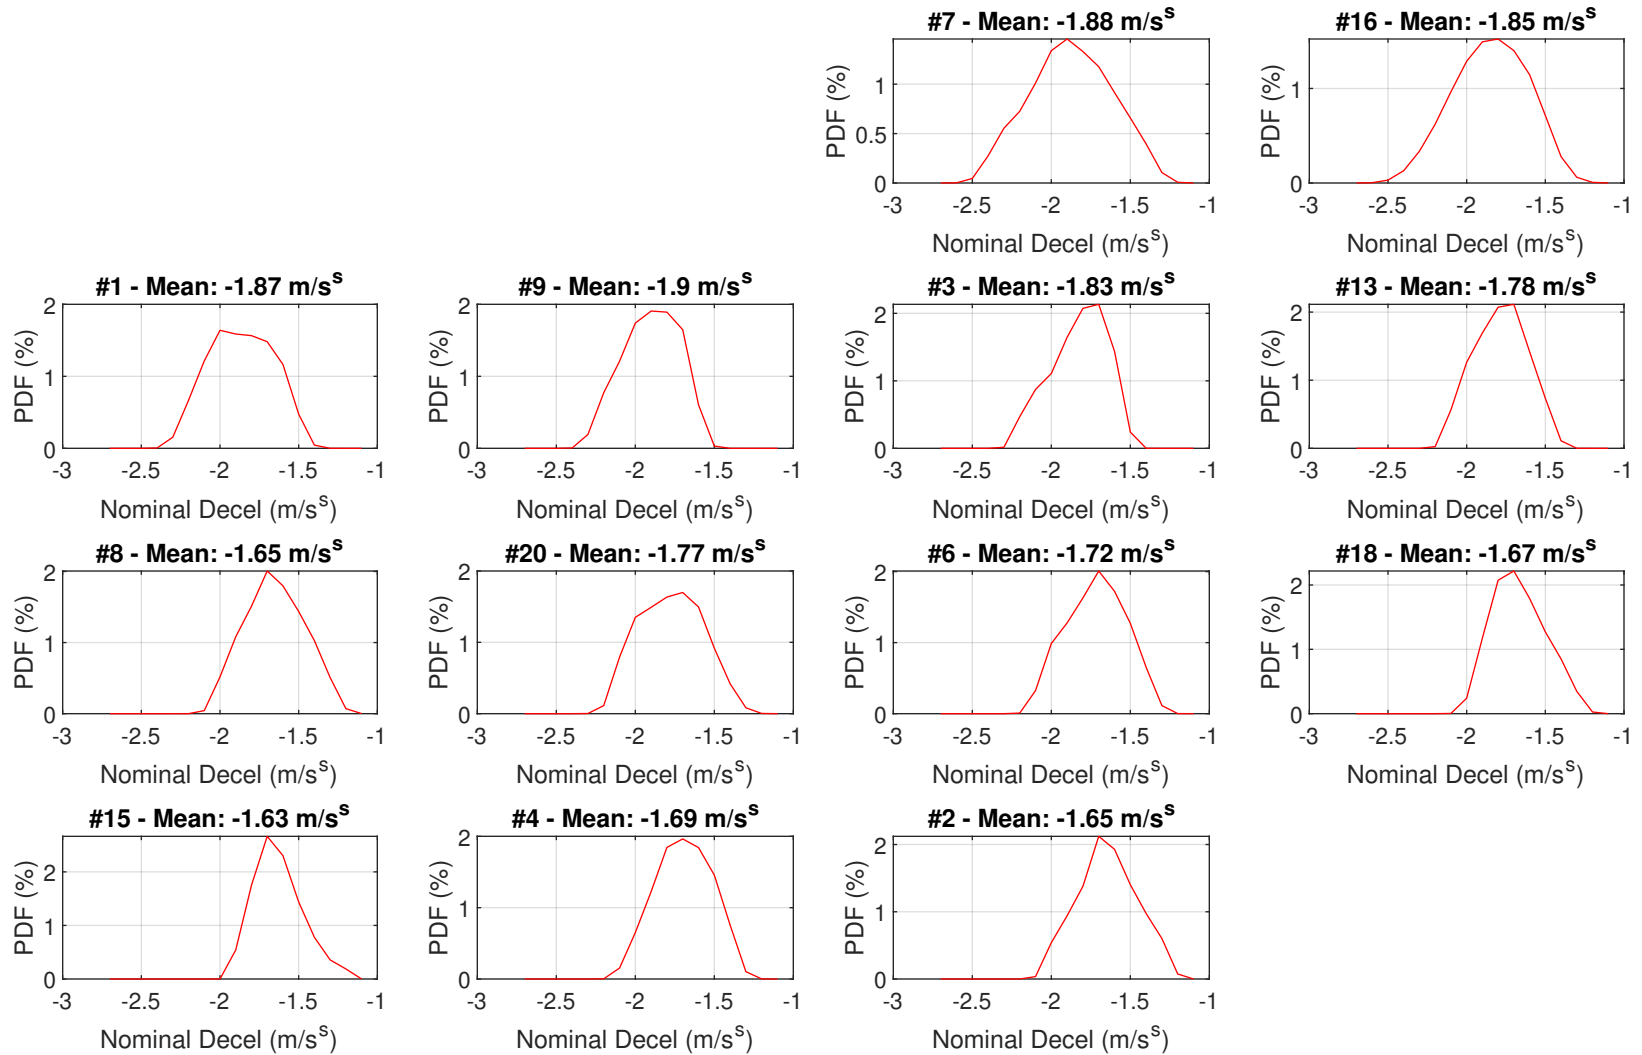 #7 - Mean: -1.88 m/s^s
PDF (%)
1
0.5
0
-3 -2.5 -2 -1.5 -1
Nominal Decel (m/s^s)
#16 - Mean: -1.85 m/s^s
PDF (%)
1
0
-3 -2.5 -2 -1.5 -1
Nominal Decel (m/s^s)
#1 - Mean: -1.87 m/s^s
PDF (%)
2
1
0
-3 -2.5 -2 -1.5 -1
Nominal Decel (m/s^s)
#9 - Mean: -1.9 m/s^s
PDF (%)
2
1
0
-3 -2.5 -2 -1.5 -1
Nominal Decel (m/s^s)
#3 - Mean: -1.83 m/s^s
PDF (%)
2
1
0
-3 -2.5 -2 -1.5 -1
Nominal Decel (m/s^s)
#13 - Mean: -1.78 m/s^s
PDF (%)
2
1
0
-3 -2.5 -2 -1.5 -1
Nominal Decel (m/s^s)
#8 - Mean: -1.65 m/s^s
PDF (%)
2
1
0
-3 -2.5 -2 -1.5 -1
Nominal Decel (m/s^s)
#20 - Mean: -1.77 m/s^s
PDF (%)
2
1
0
-3 -2.5 -2 -1.5 -1
Nominal Decel (m/s^s)
#6 - Mean: -1.72 m/s^s
PDF (%)
2
1
0
-3 -2.5 -2 -1.5 -1
Nominal Decel (m/s^s)
#18 - Mean: -1.67 m/s^s
PDF (%)
2
1
0
-3 -2.5 -2 -1.5 -1
Nominal Decel (m/s^s)
#15 - Mean: -1.63 m/s^s
PDF (%)
2
1
0
-3 -2.5 -2 -1.5 -1
Nominal Decel (m/s^s)
#4 - Mean: -1.69 m/s^s
PDF (%)
2
1
0
-3 -2.5 -2 -1.5 -1
Nominal Decel (m/s^s)
#2 - Mean: -1.65 m/s^s
PDF (%)
2
1
0
-3 -2.5 -2 -1.5 -1
Nominal Decel (m/s^s)